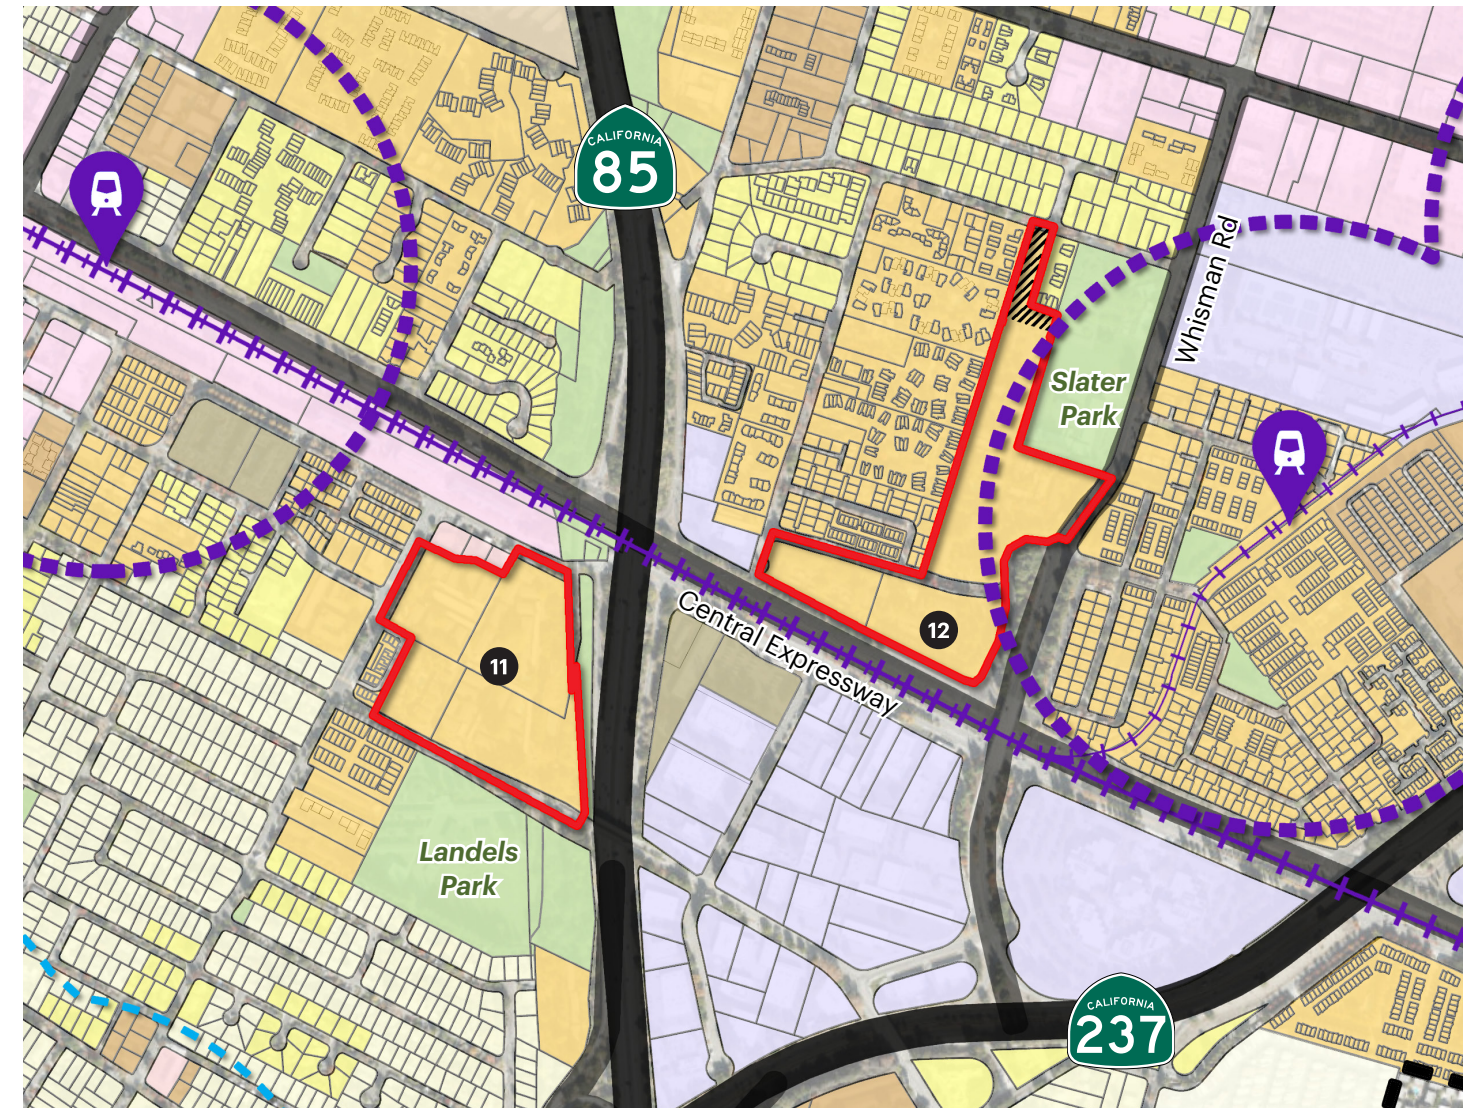 CALIFORNIA
85
Whisman Rd
Slater
Park
Central Expressway
12
11
Landels
Park
CALIFORNIA
237